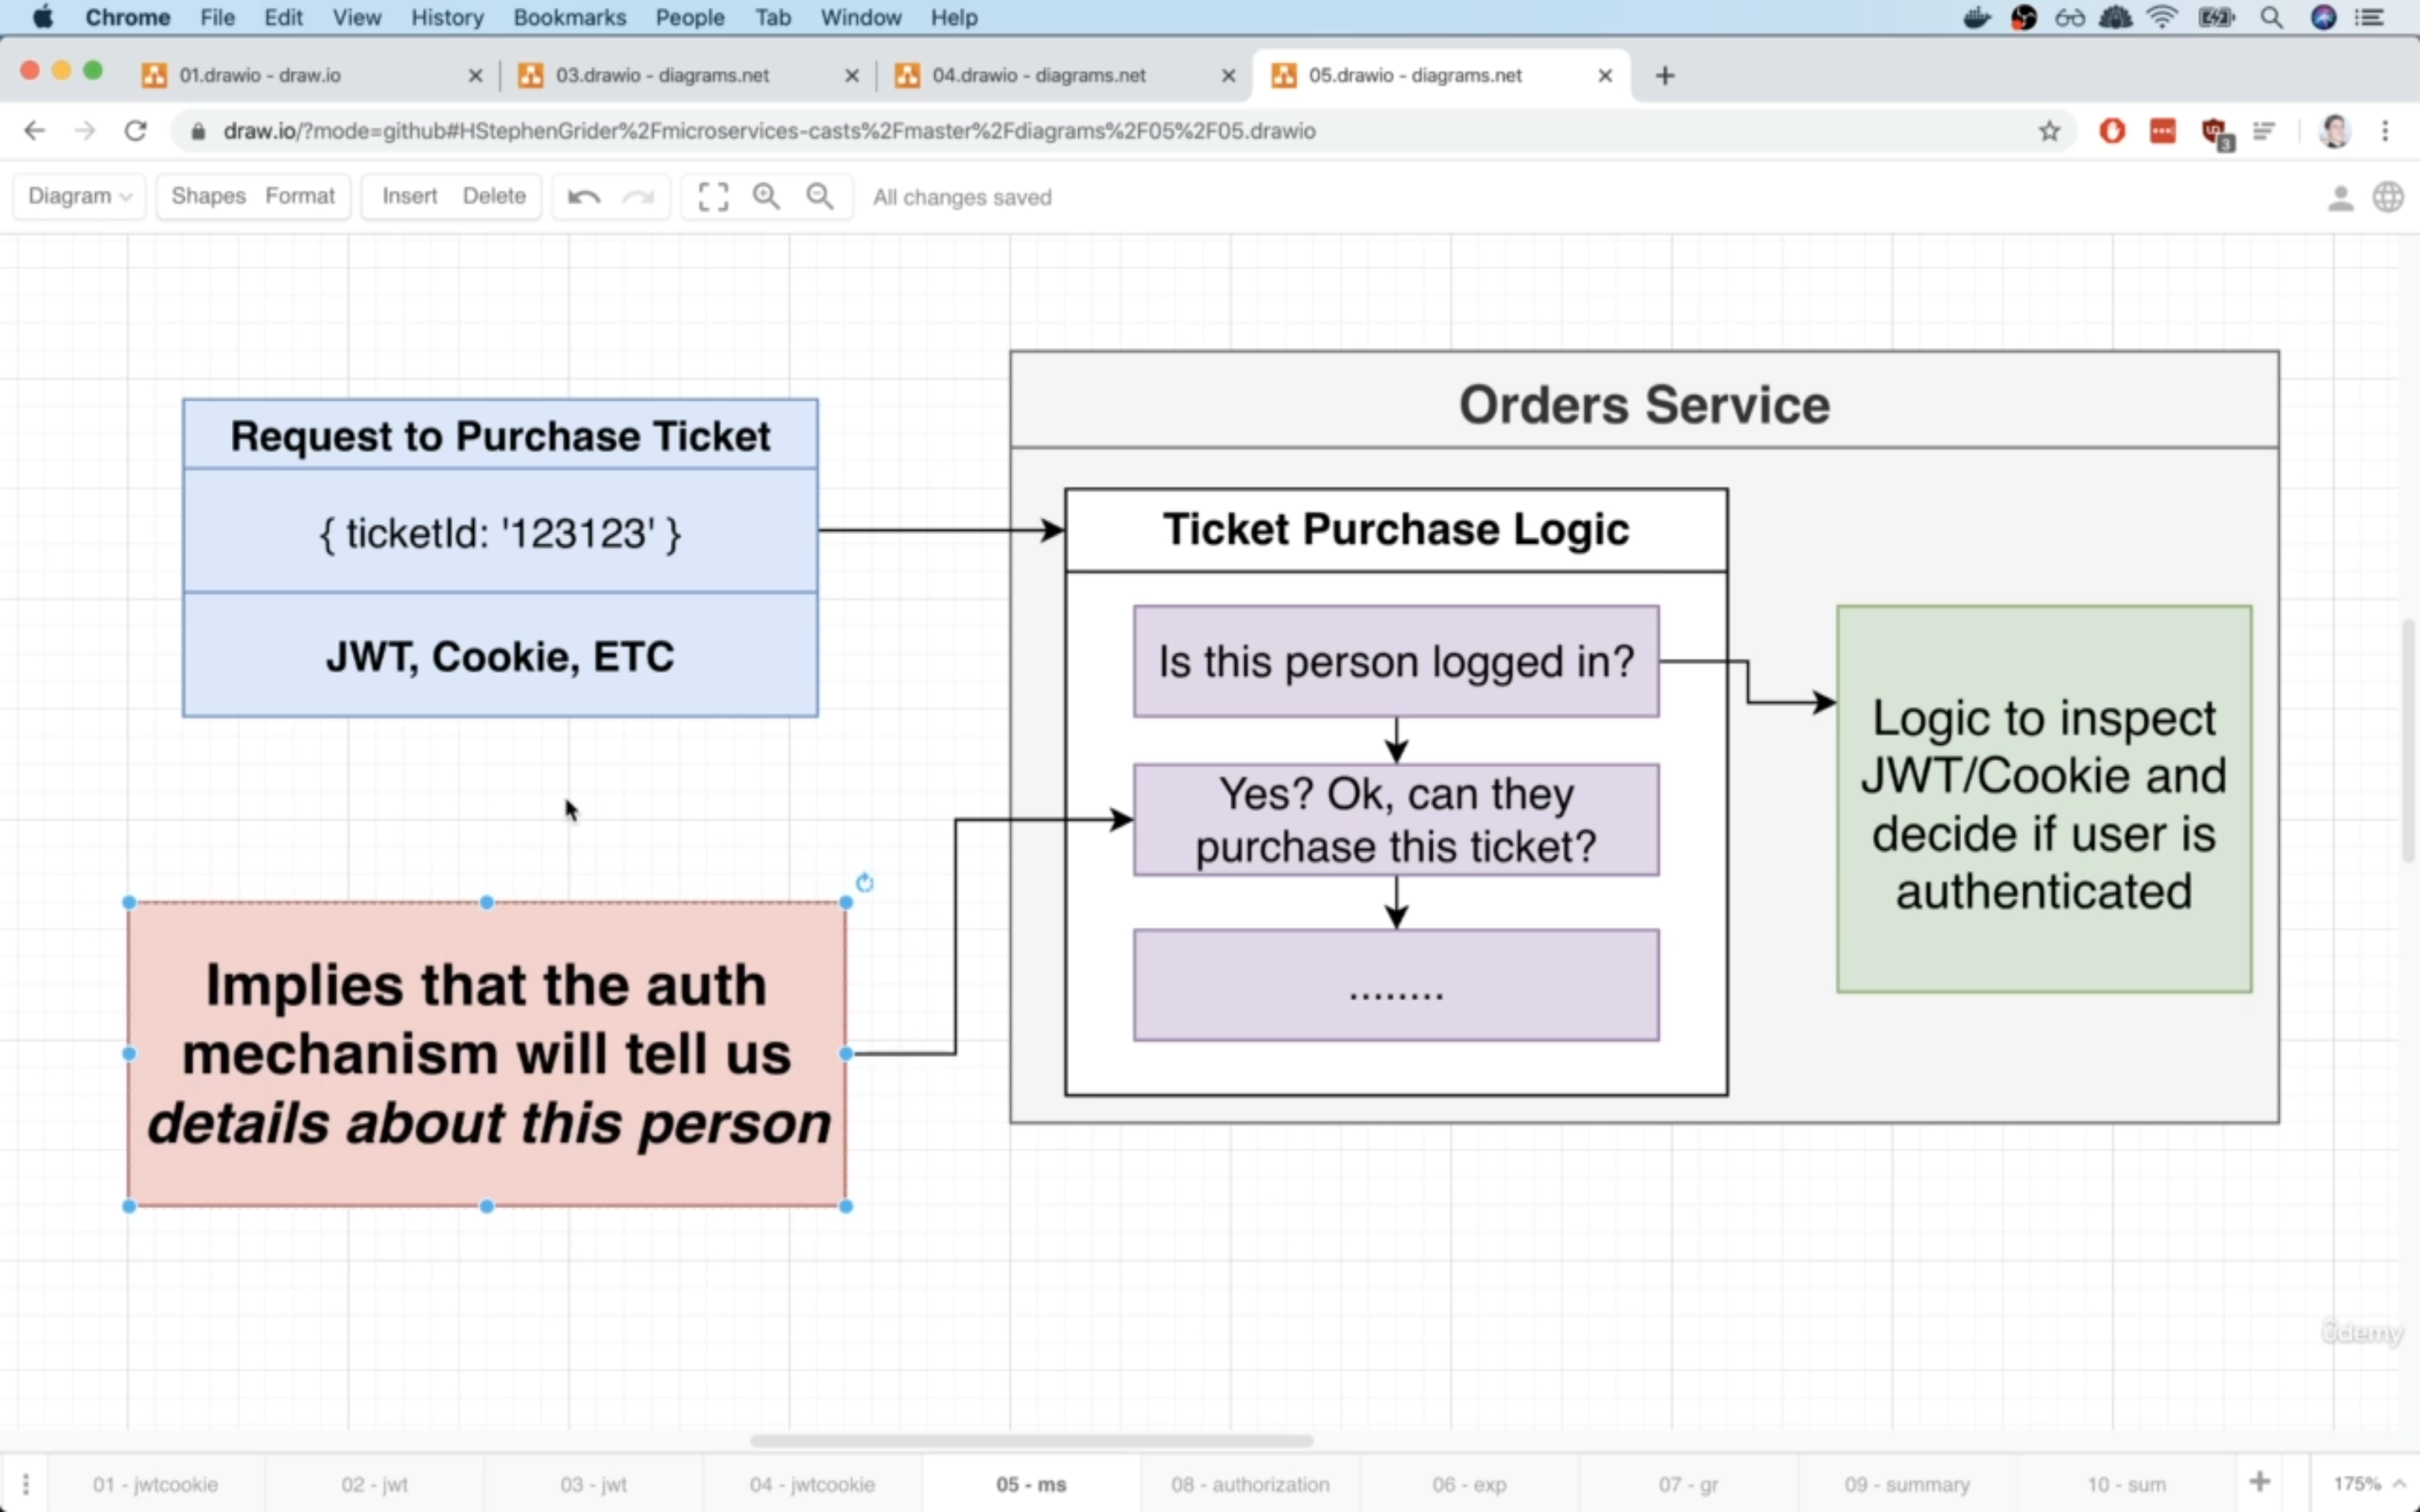 Chrome File Edit View History Bookmarks People Tab Window Help
01.drawio - draw.io
03.drawio - diagrams.net
04.drawio - diagrams.net
05.drawio - diagrams.net
draw.io/?mode=github#HStephenGrider%2Fmicroservices-casts%2Fmaster%2Fdiagrams%2F05%2F05.drawio
3
Diagram Shapes Format Insert Delete All changes saved
Request to Purchase Ticket
{ ticketId: '123123' }
JWT, Cookie, ETC
Implies that the auth
mechanism will tell us
details about this person
Orders Service
Ticket Purchase Logic
Is this person logged in?
Yes? Ok, can they
purchase this ticket?
........
Logic to inspect
JWT/Cookie and
decide if user is
authenticated
ûdemy
01 - jwtcookie
02 - jwt
03 - jwt
04 - jwtcookie
05 - ms
08 - authorization
06 - exp
07 - gr
09 - summary
10 - sum
175%